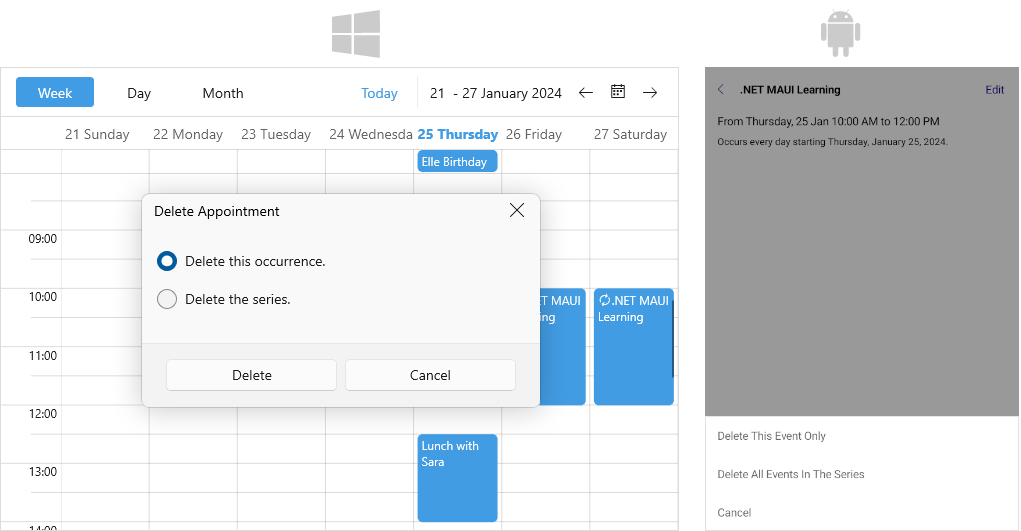 Week Day Month Today 21 - 27 January 2024
21 Sunday 22 Monday 23 Tuesday 24 Wednesda 25 Thursday 26 Friday 27 Saturday
Elle Birthday
Delete Appointment
09:00
Delete this occurrence.
10:00
Delete the series.
ET MAUI
ing
.NET MAUI
Learning
11:00
Delete Cancel
12:00
Lunch with
Sara
13:00
14:00
.NET MAUI Learning Edit
From Thursday, 25 Jan 10:00 AM to 12:00 PM
Occurs every day starting Thursday, January 25, 2024.
Delete This Event Only
Delete All Events In The Series
Cancel